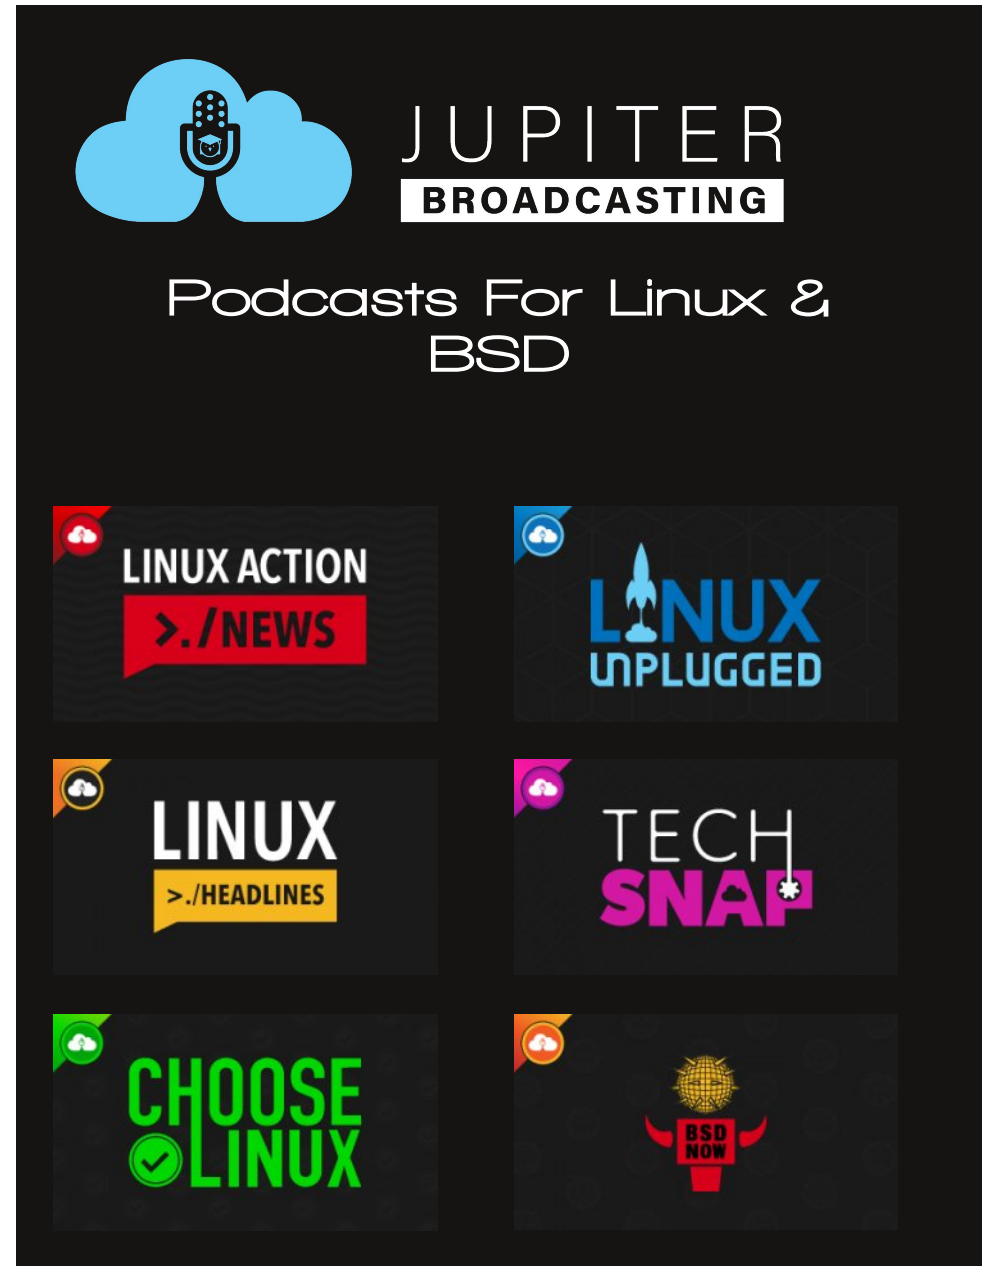 JUPITER
BROADCASTING
Podcasts For Linux &
BSD
LINUX ACTION
>./NEWS
LINUX
UNPLUGGED
LINUX
>./HEADLINES
TECH
SNAP
CHOOSE
LINUX
BSD
NOW